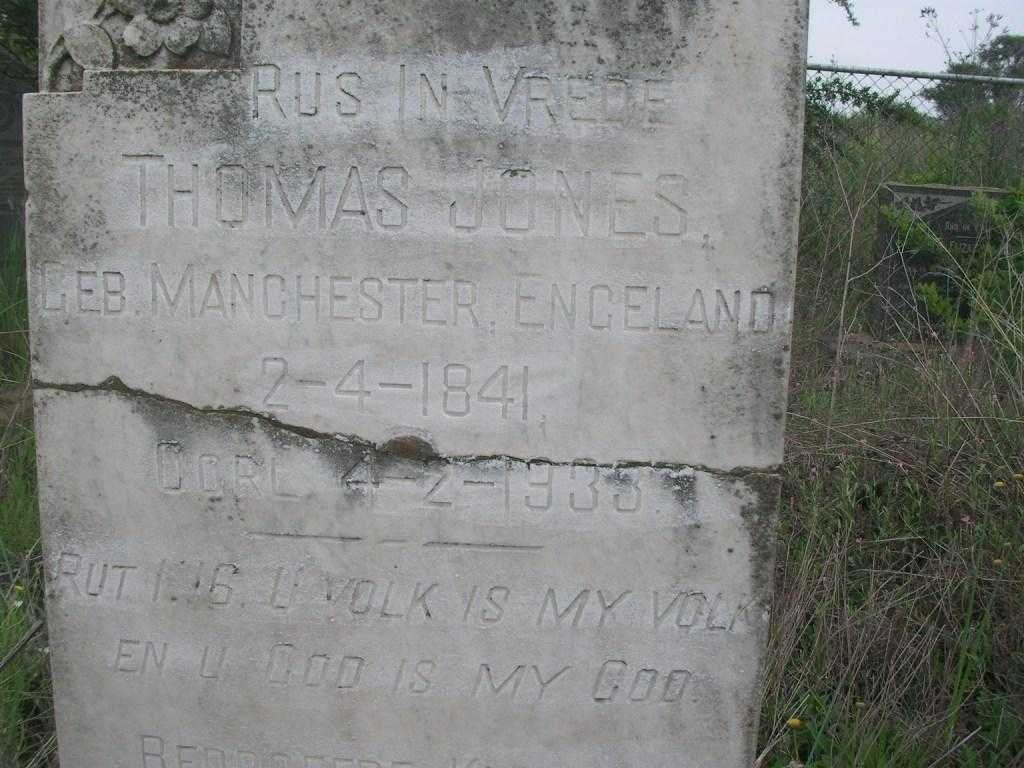 RUS IN VREDE
THOMAS JONES,
GEB. MANCHESTER, ENGELAND
2-4-1841,
OORL 4-2-1933.
RUT 1:16. U VOLK IS MY VOLK
EN U GOD IS MY GOD.